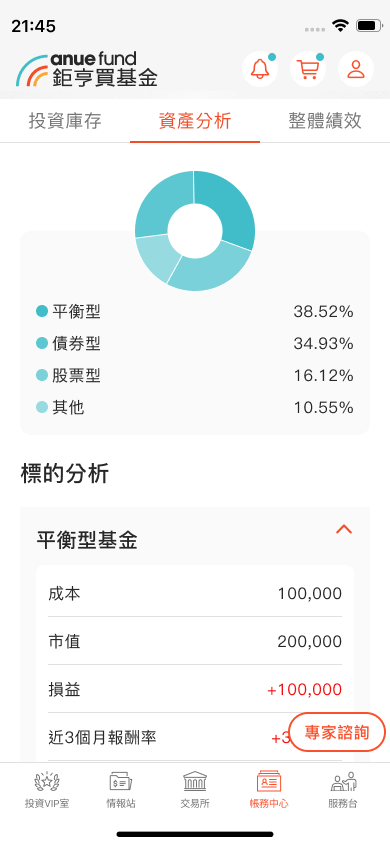 21:45
anue fund
鉅亨買基金
投資庫存 資產分析 整體績效
平衡型 38.52%
債券型 34.93%
股票型 16.12%
其他 10.55%
標的分析
平衡型基金
成本 100,000
市值 200,000
損益 +100,000
近3個月報酬率 +3
專家諮詢
投資VIP室 情報站 交易所 帳務中心 服務台